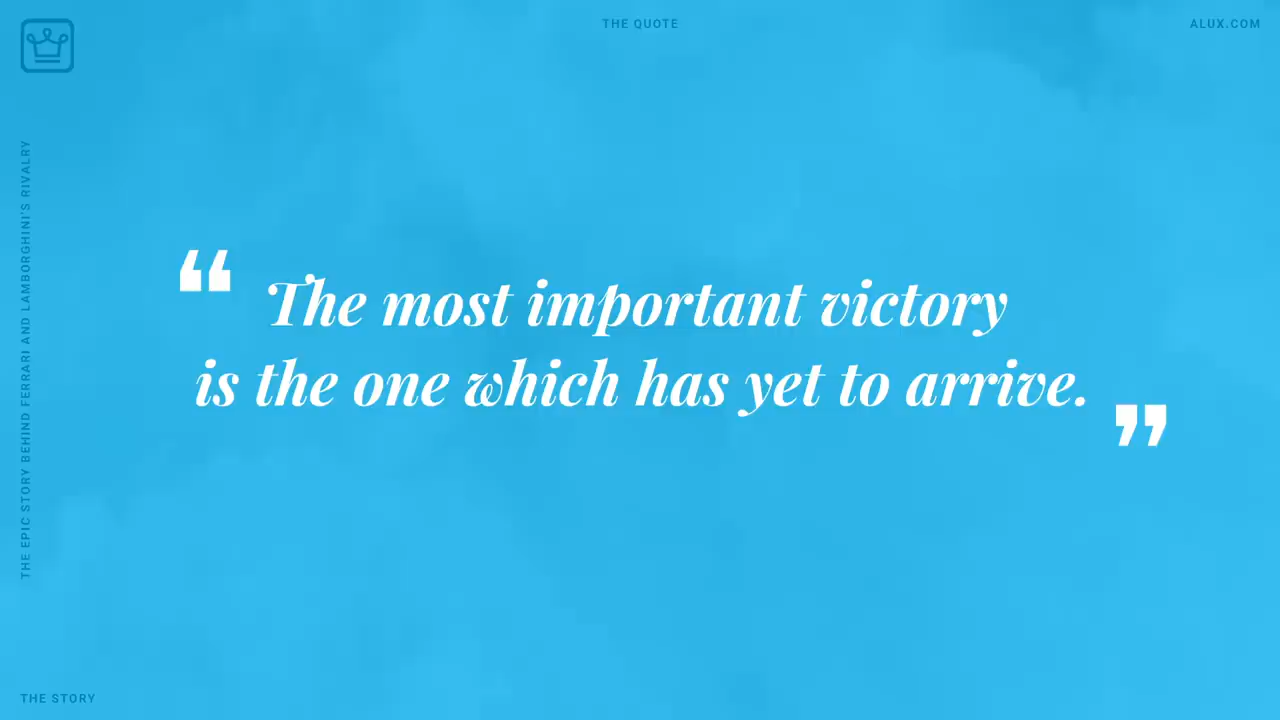 THE QUOTE
ALUX.COM
THE EPIC STORY BEHIND FERRARI AND LAMBORGHINI'S RIVALRY
“The most important victory
is the one which has yet to arrive.”
THE STORY